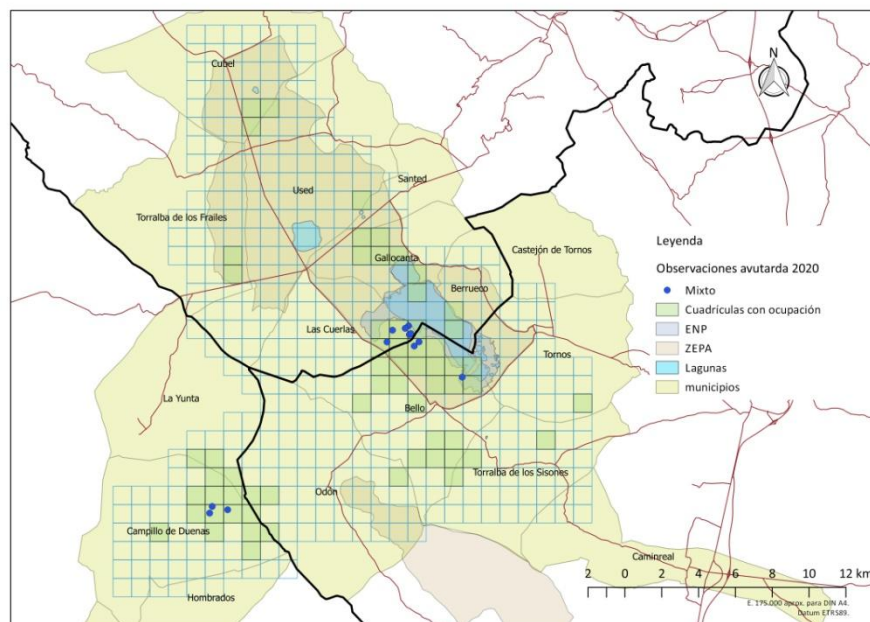 N
Cubel
Santed
Used
Torralba de los Frailes
Castejón de Tornos
Gallocanta
Berrueco
Las Cuerlas
Tornos
La Yunta
Bello
Torralba de los Sisones
Odón
Campillo de Duenas
Caminreal
Hombrados
Leyenda
Observaciones avutarda 2020
Mixto
Cuadrículas con ocupación
ENP
ZEPA
Lagunas
municipios
2 0 2 4 6 8 10 12 km
E. 175.000 aprox. para DIN A4.
Datum ETRS89.